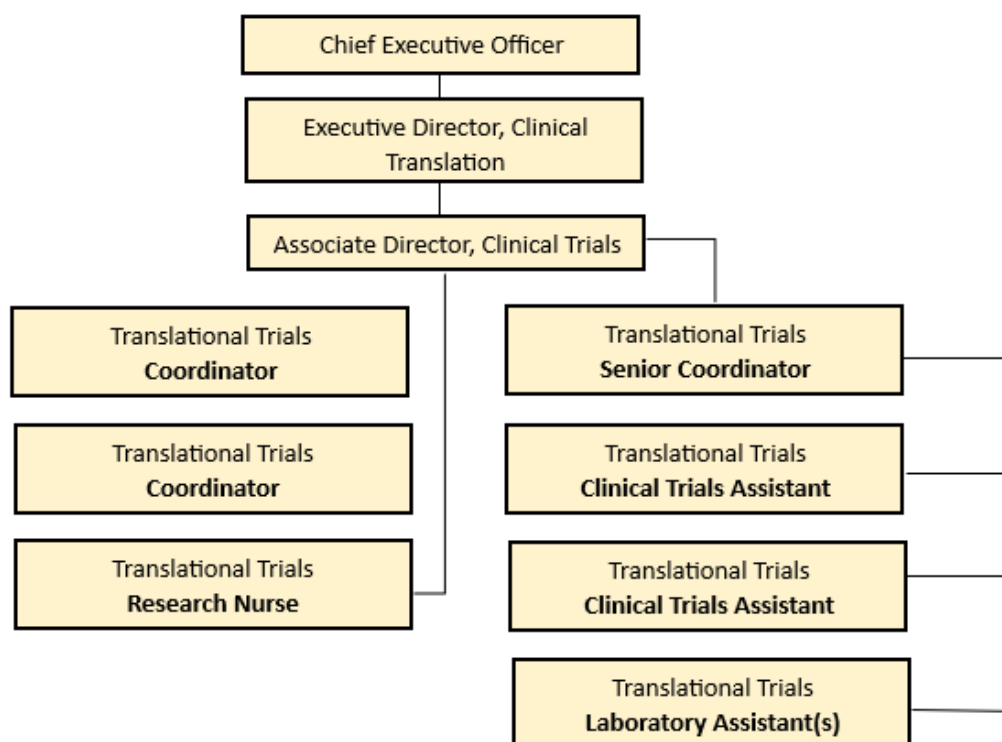 Chief Executive Officer
Executive Director, Clinical
Translation
Associate Director, Clinical Trials
Translational Trials
Coordinator
Translational Trials
Coordinator
Translational Trials
Research Nurse
Translational Trials
Senior Coordinator
Translational Trials
Clinical Trials Assistant
Translational Trials
Clinical Trials Assistant
Translational Trials
Laboratory Assistant(s)